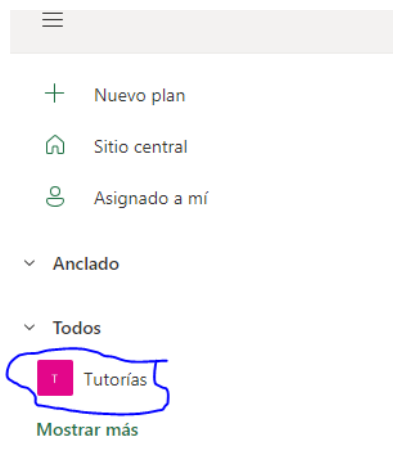 Nuevo plan
Sitio central
Asignado a mí
Anclado
Todos
T Tutorías
Mostrar más